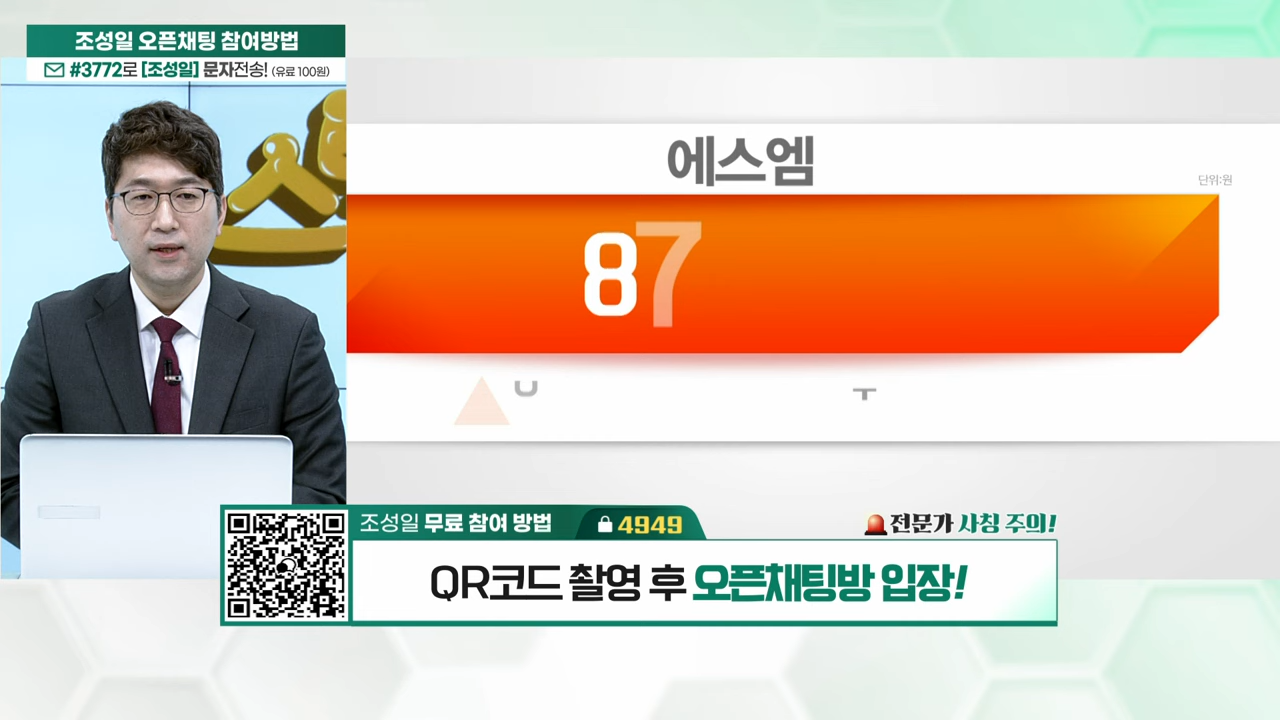 조성일 오픈채팅 참여방법
#3772로 [조성일] 문자전송! (유료 100원)
에스엠
단위:원
87
조성일 무료 참여 방법
4949
전문가 사칭 주의!
QR코드 촬영 후 오픈채팅방 입장!